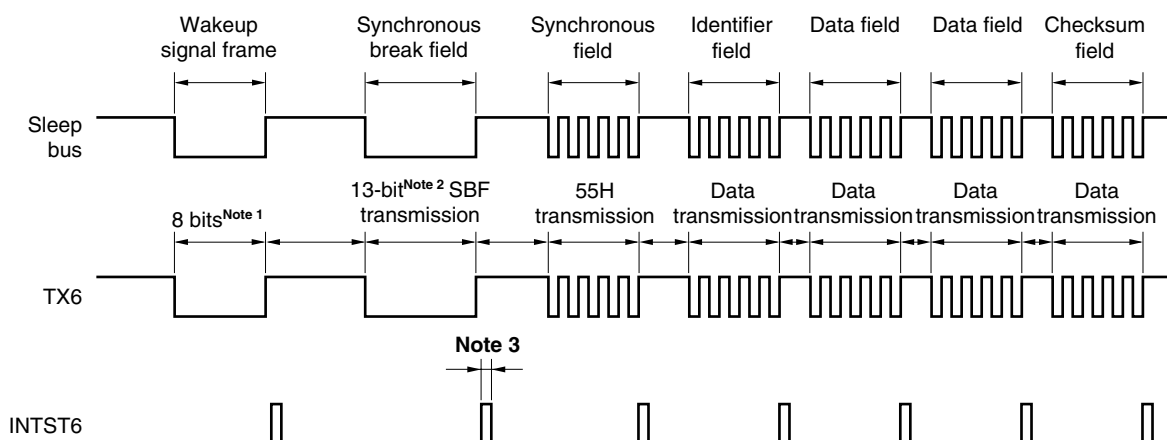 Wakeup signal frame
Synchronous break field
Synchronous field
Identifier field
Data field
Data field
Checksum field
Sleep bus
8 bits Note 1
13-bit Note 2 SBF transmission
55H transmission
Data transmission
Data transmission
Data transmission
Data transmission
TX6
Note 3
INTST6